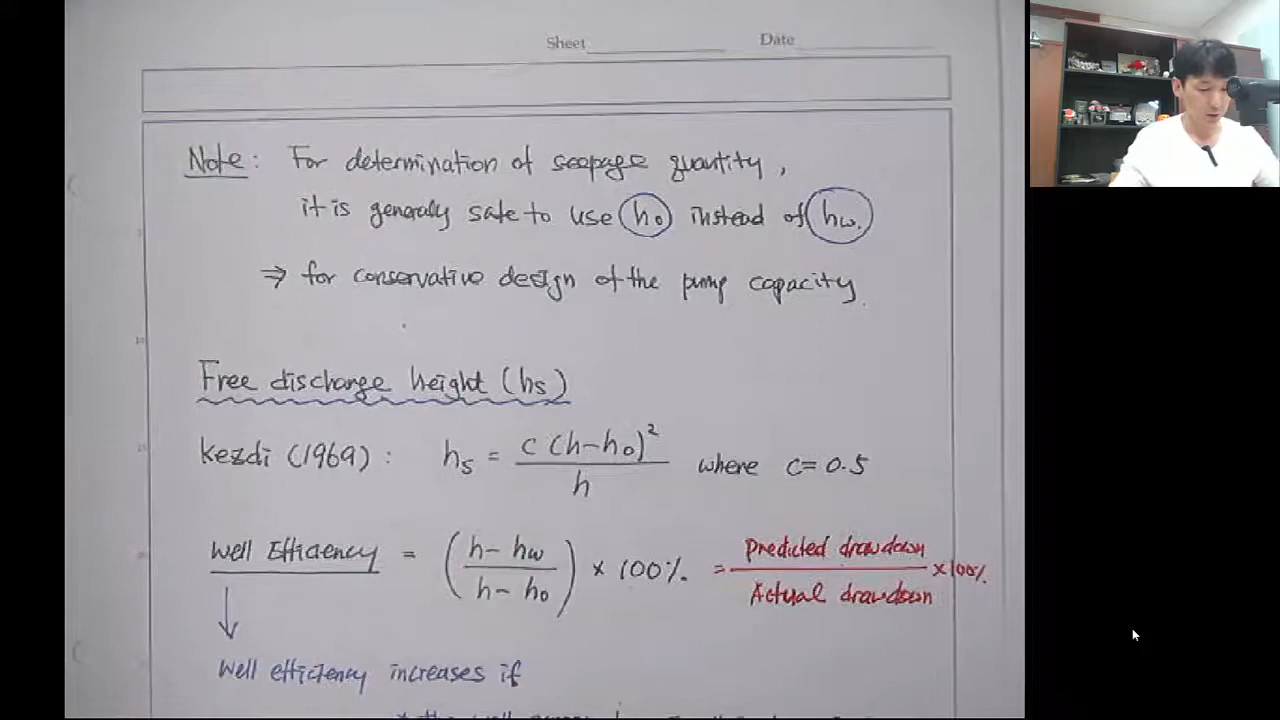 Sheet Date
Note: For determination of seepage quantity,
it is generaly safe to use h₀ instead of hw.
⇒ for conservative design of the pump capacity.
Free discharge height (hs)
kezdi (1969): hs = c (h-h₀)² / h where c = 0.5
Well Efficiency = (h - hw / h - h₀) × 100%. = Predicted drawdown / Actual drawdown × 100%.
Well efficiency increases if